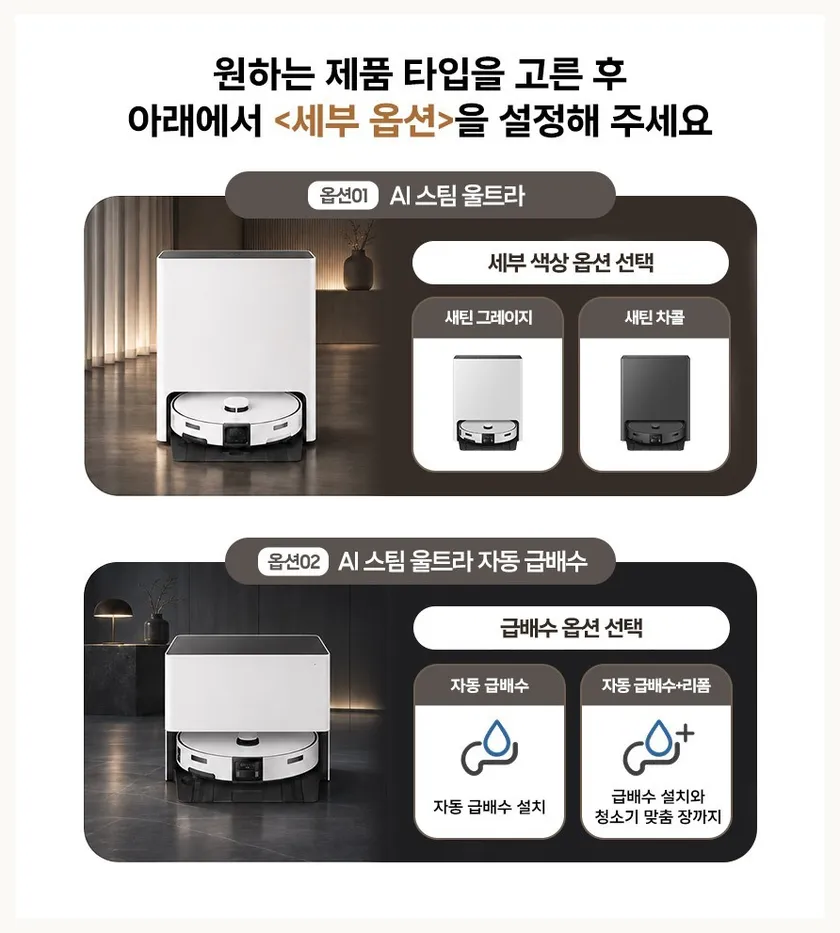 원하는 제품 타입을 고른 후
아래에서 <세부 옵션>을 설정해 주세요
옵션01 AI 스팀 울트라
세부 색상 옵션 선택
새틴 그레이지
새틴 차콜
옵션02 AI 스팀 울트라 자동 급배수
급배수 옵션 선택
자동 급배수
자동 급배수+리폼
자동 급배수 설치
급배수 설치와
청소기 맞춤 장까지